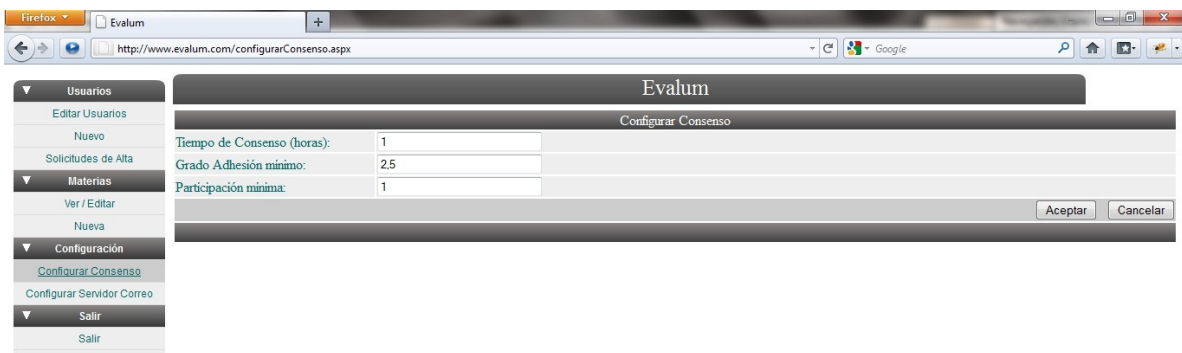 Firefox
Evalum
http://www.evalum.com/configurarConsenso.aspx
Google
Usuarios
Editar Usuarios
Nuevo
Solicitudes de Alta
Materias
Ver / Editar
Nueva
Configuración
Configurar Consenso
Configurar Servidor Correo
Salir
Salir
Evalum
Configurar Consenso
Tiempo de Consenso (horas): 1
Grado Adhesión mínimo: 2,5
Participación mínima: 1
Aceptar Cancelar